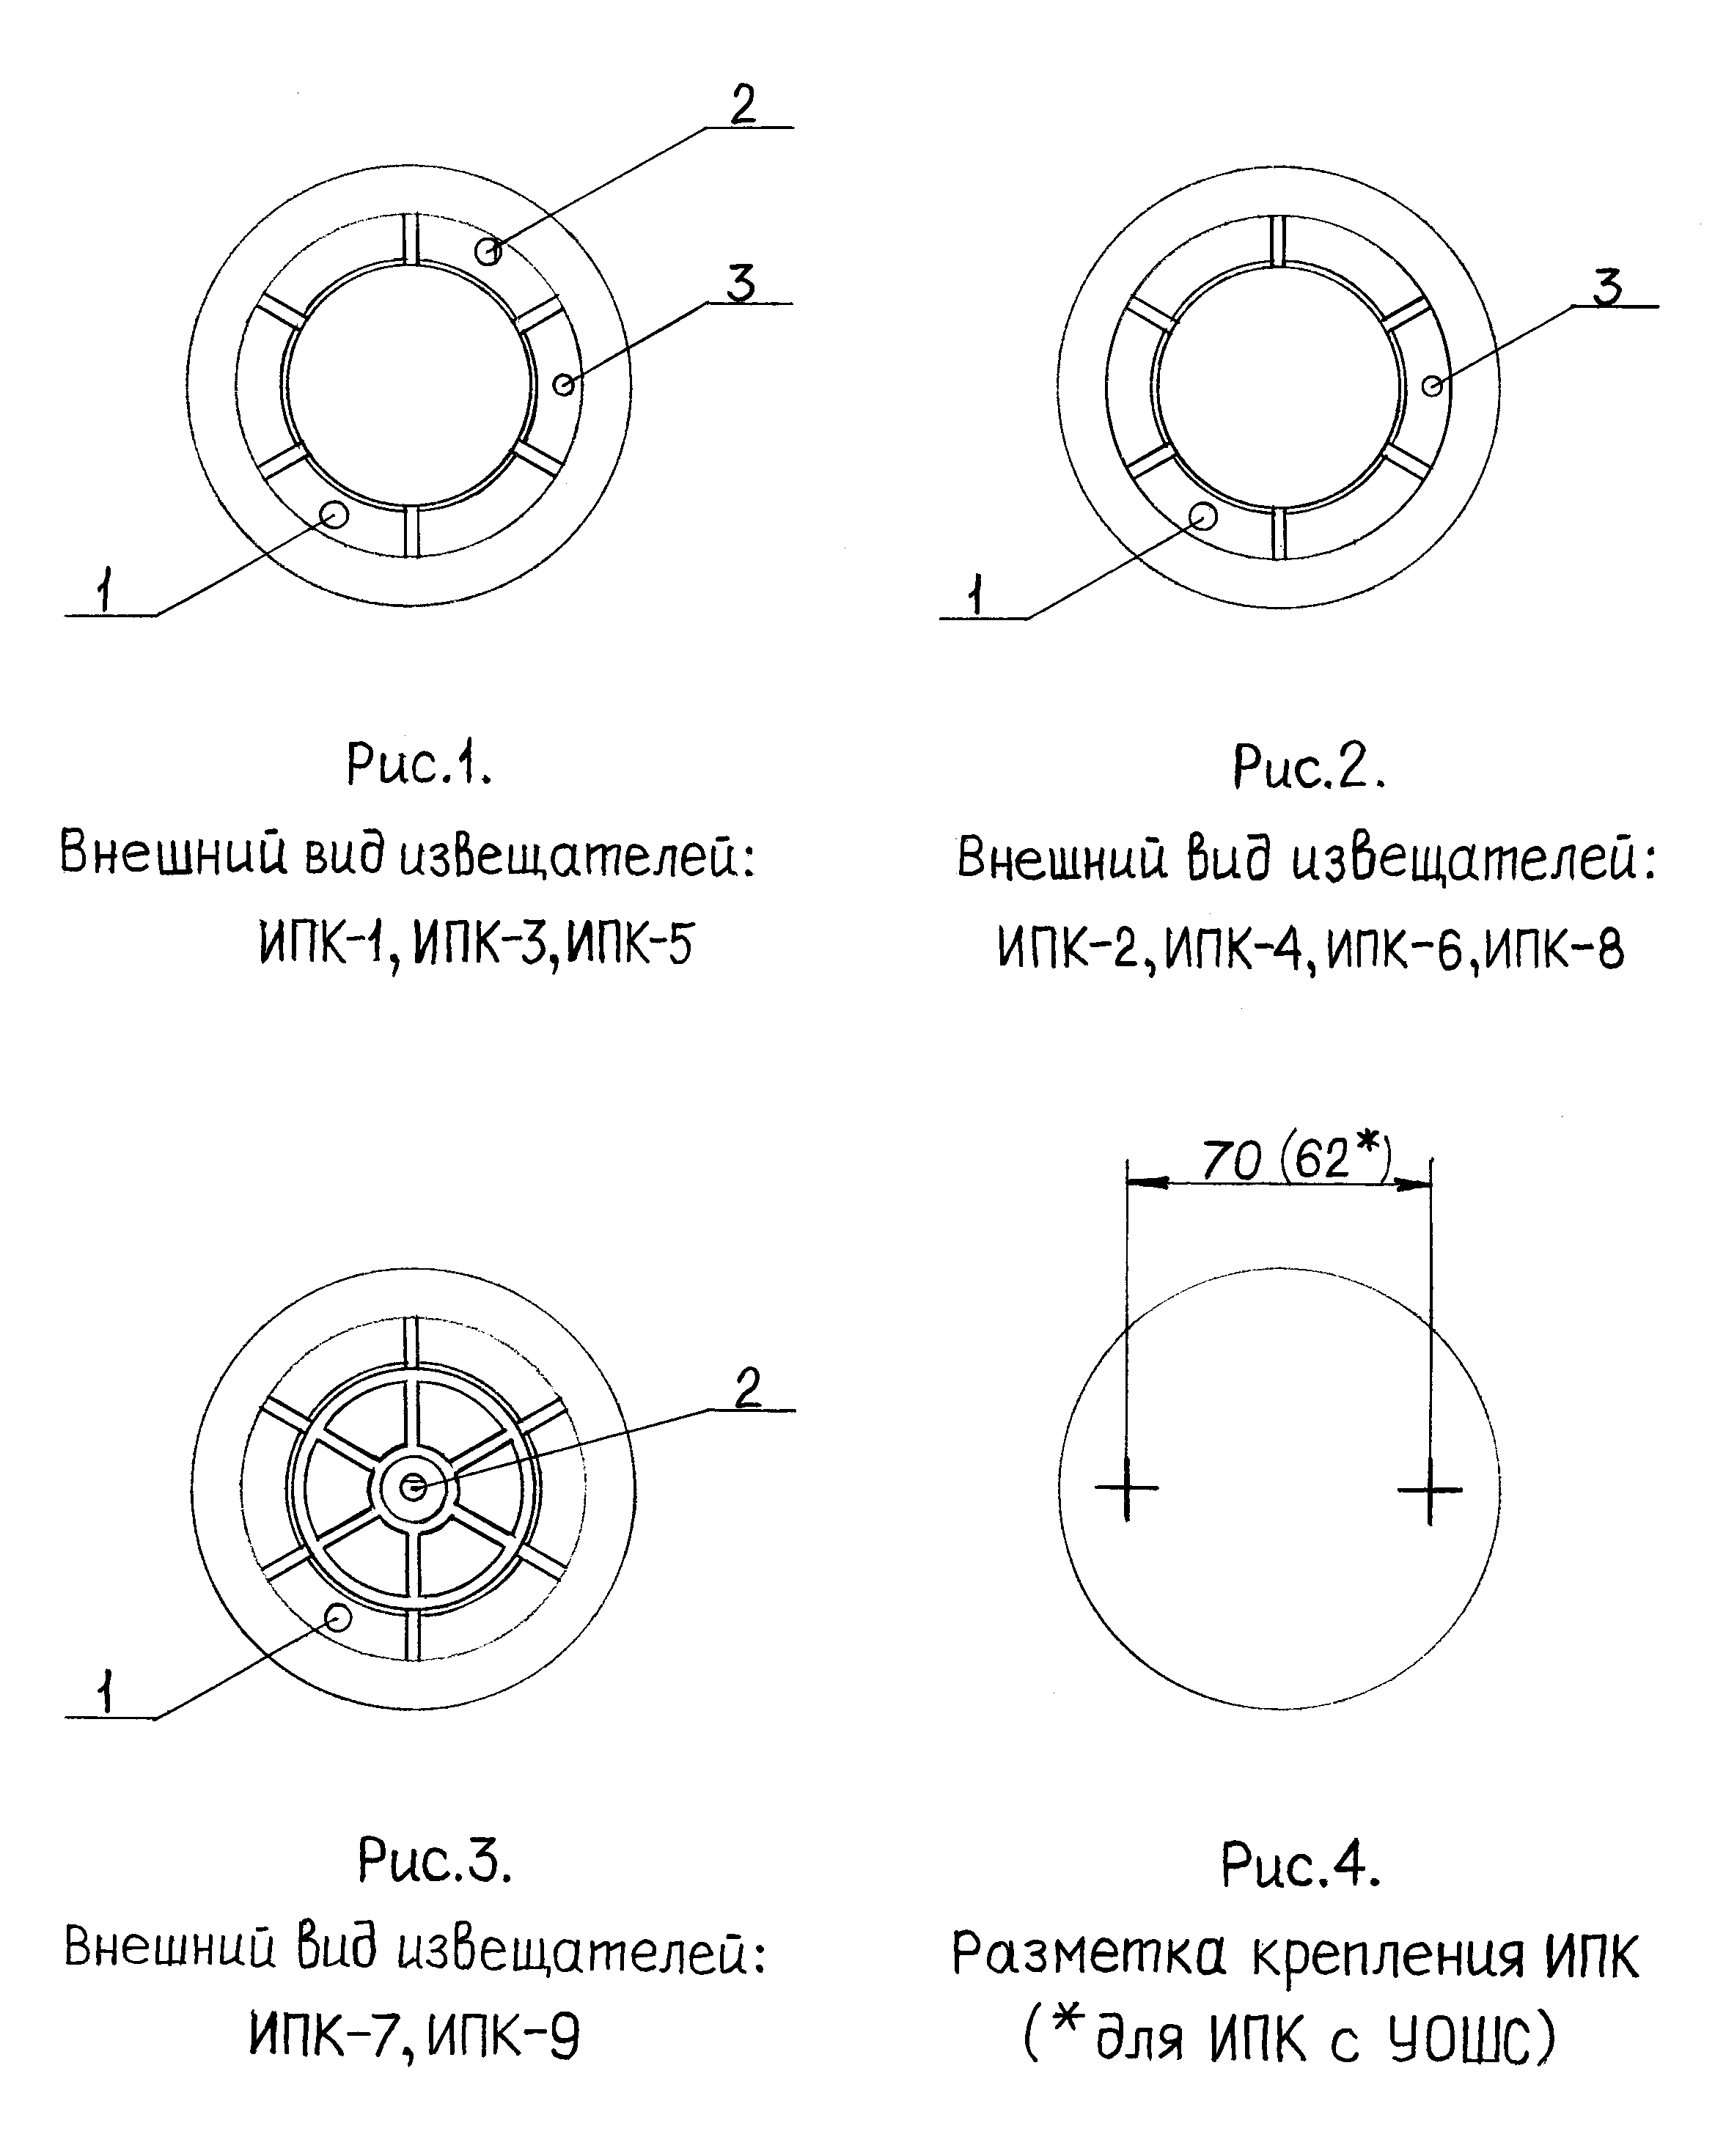 2
3
1
Рис.1.
Внешний вид извещателей:
ИПК-1, ИПК-3, ИПК-5
3
1
Рис.2.
Внешний вид извещателей:
ИПК-2, ИПК-4, ИПК-6, ИПК-8
2
1
Рис.3.
Внешний вид извещателей:
ИПК-7, ИПК-9
70 (62*)
Рис.4.
Разметка крепления ИПК
(* для ИПК с УОШС)